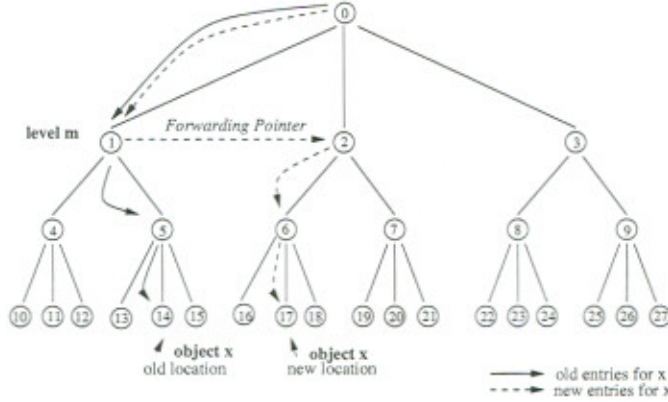 0
Forwarding Pointer
level m
1 2 3
4 5 6 7 8 9
10 11 12 13 14 15 16 17 18 19 20 21 22 23 24 25 26 27
object x object x
old location new location
old entries for x
new entries for x